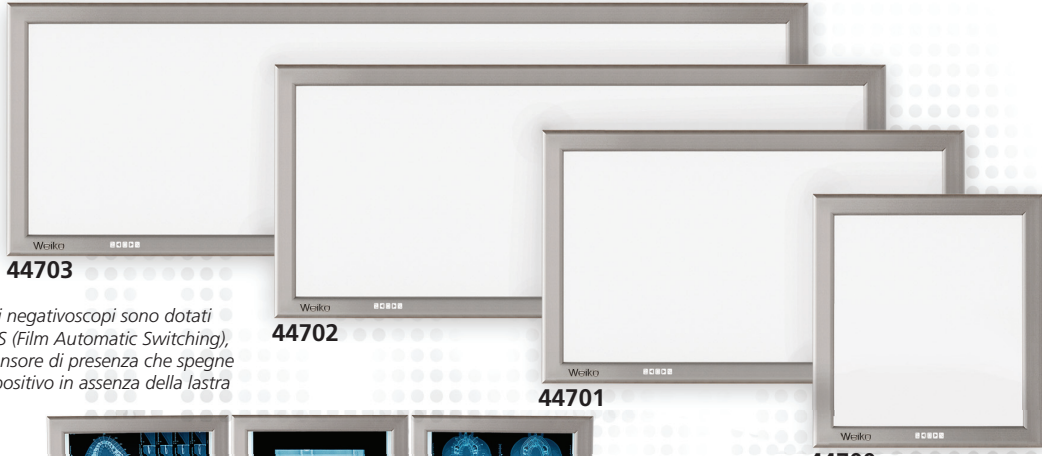 Weiko
44703
i negativoscopi sono dotati
S (Film Automatic Switching),
nsore di presenza che spegne
positivo in assenza della lastra
Weiko
44702
Weiko
44701
Weiko